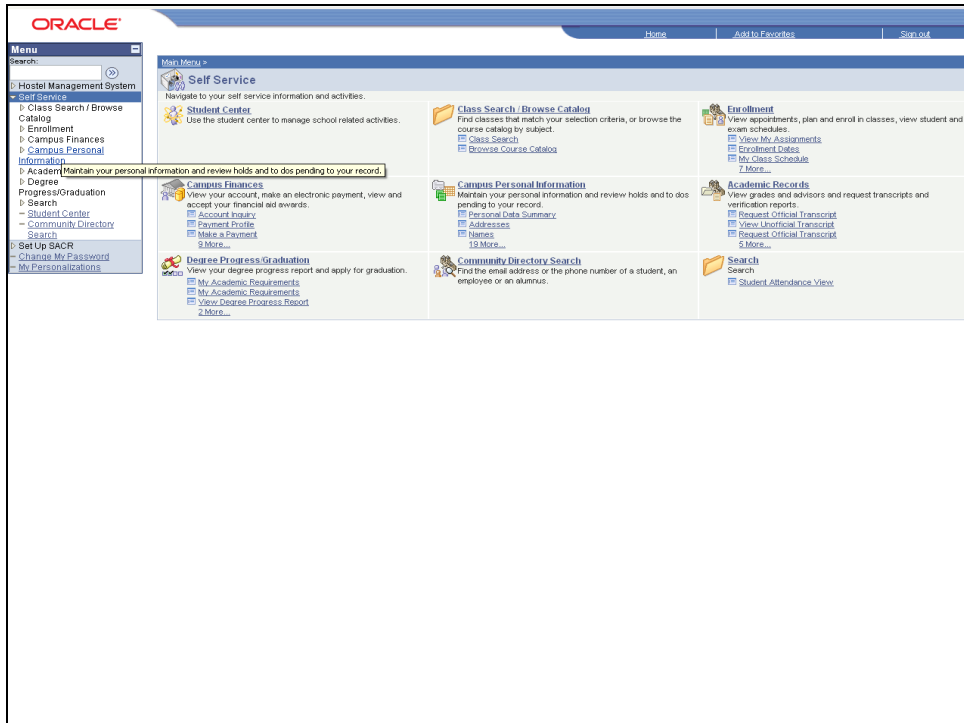 ORACLE'
Home
Add to Favorites
Sign out
Menu
Search:
Hostel Management System
Self Service
Class Search / Browse
Catalog
Enrollment
Campus Finances
Campus Personal
Information
Academ
Degree
Progress/Graduation
Search
Student Center
Community Directory
Search
Set Up SACR
Change My Password
My Personalizations
Maintain your personal information and review holds and to dos pending to your record.
Main Menu >
Self Service
Navigate to your self service information and activities.
Student Center
Use the student center to manage school related activities.
Class Search / Browse Catalog
Find classes that match your selection criteria, or browse the
course catalog by subject.
Class Search
Browse Course Catalog
Enrollment
View appointments, plan and enroll in classes, view student and
exam schedules.
View My Assignments
Enrollment Dates
My Class Schedule
7 More...
Campus Finances
View your account, make an electronic payment, view and
accept your financial aid awards.
Account Inquiry
Payment Profile
Make a Payment
9 More...
Campus Personal Information
Maintain your personal information and review holds and to dos
pending to your record.
Personal Data Summary
Addresses
Names
19 More...
Academic Records
View grades and advisors and request transcripts and
verification reports.
Request Official Transcript
View Unofficial Transcript
Request Official Transcript
5 More...
Degree Progress/Graduation
View your degree progress report and apply for graduation.
My Academic Requirements
My Academic Requirements
View Degree Progress Report
2 More...
Community Directory Search
Find the email address or the phone number of a student, an
employee or an alumnus.
Search
Search
Student Attendance View